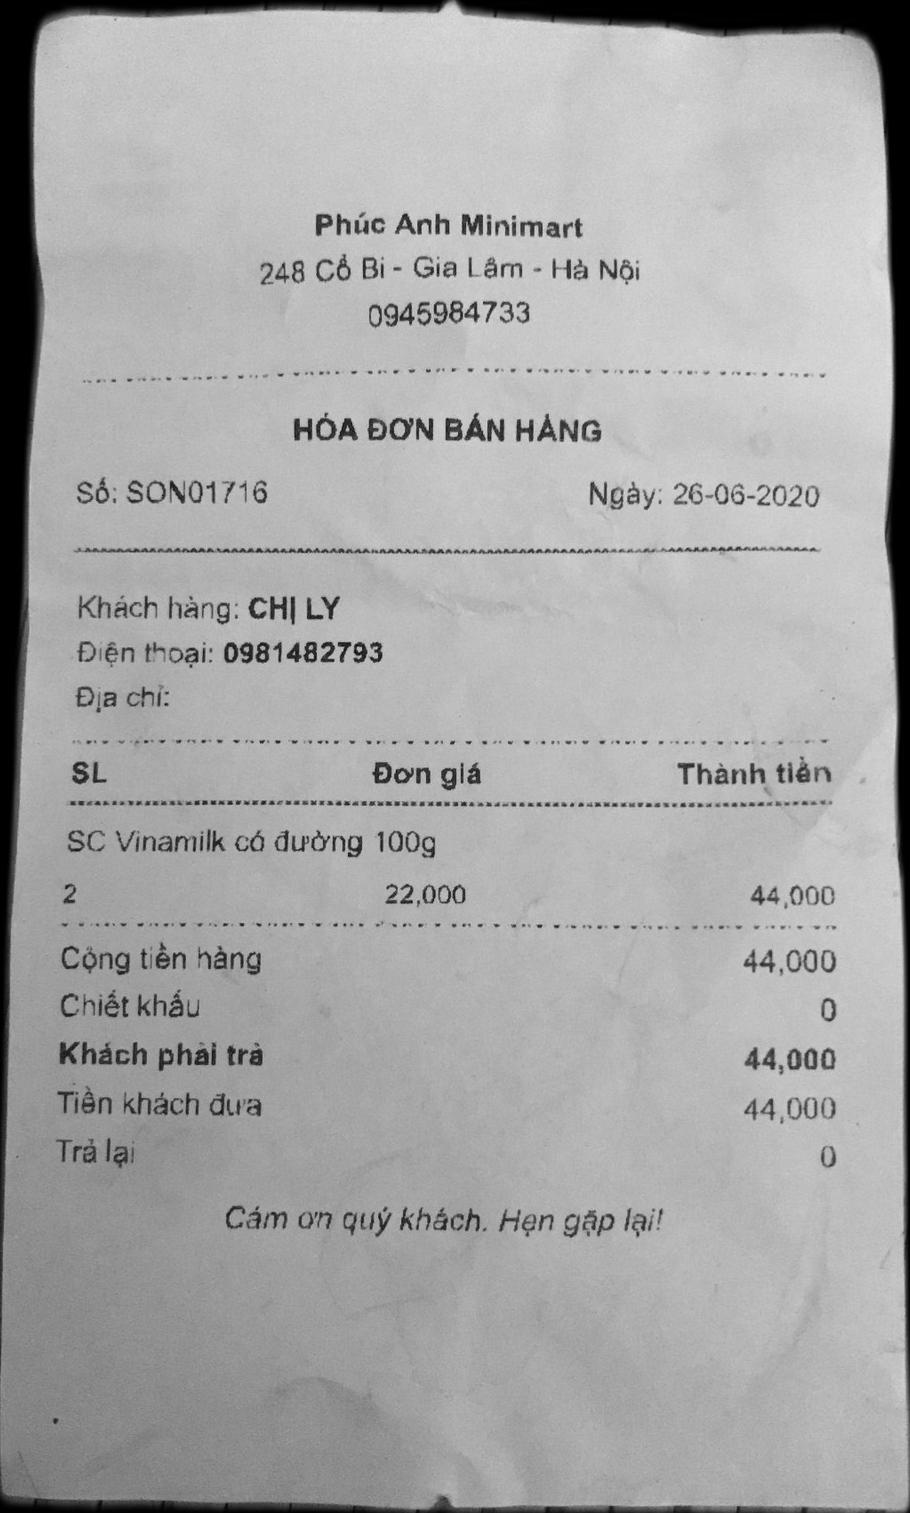 Phúc Anh Minimart
248 Cổ Bi - Gia Lâm - Hà Nội
0945984733
HÓA ĐƠN BÁN HÀNG
Số: SON01716 Ngày: 26-06-2020
Khách hàng: CHỊ LY
Điện thoại: 0981482793
Địa chỉ:
SL Đơn giá Thành tiền
SC Vinamilk có đường 100g
2 22,000 44,000
Cộng tiền hàng 44,000
Chiết khấu 0
Khách phải trả 44,000
Tiền khách đưa 44,000
Trả lại 0
Cám ơn quý khách. Hẹn gặp lại!